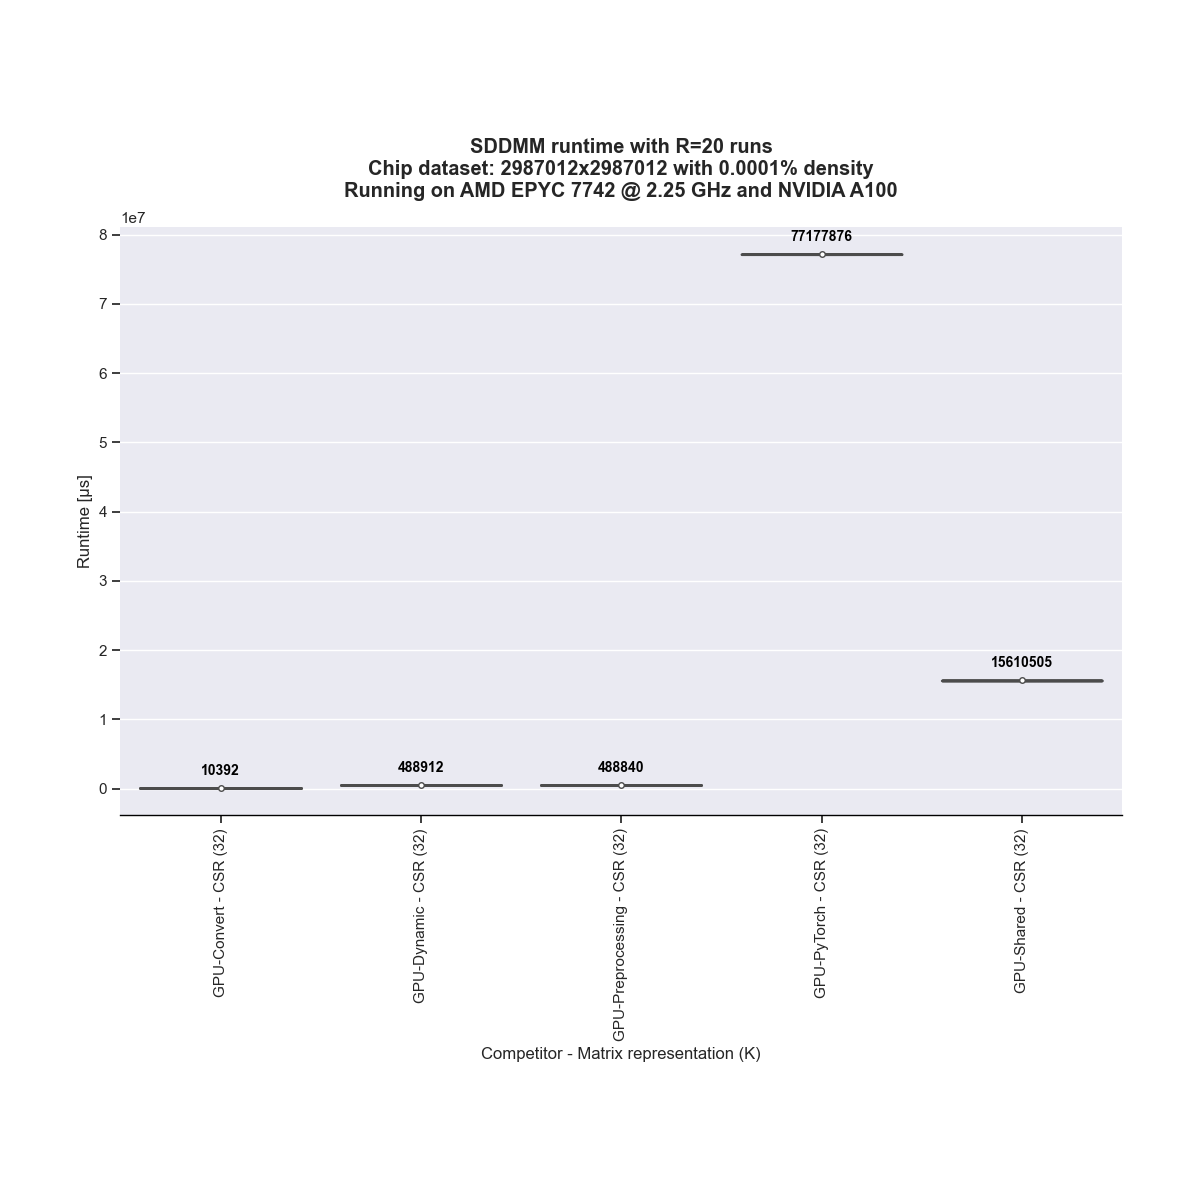 SDDMM runtime with R=20 runs
Chip dataset: 2987012x2987012 with 0.0001% density
Running on AMD EPYC 7742 @ 2.25 GHz and NVIDIA A100
1e7
8
7
6
5
4
3
2
1
0
Runtime [µs]
10392
488912
488840
77177876
15610505
GPU-Convert - CSR (32)
GPU-Dynamic - CSR (32)
GPU-Preprocessing - CSR (32)
GPU-PyTorch - CSR (32)
GPU-Shared - CSR (32)
Competitor - Matrix representation (K)